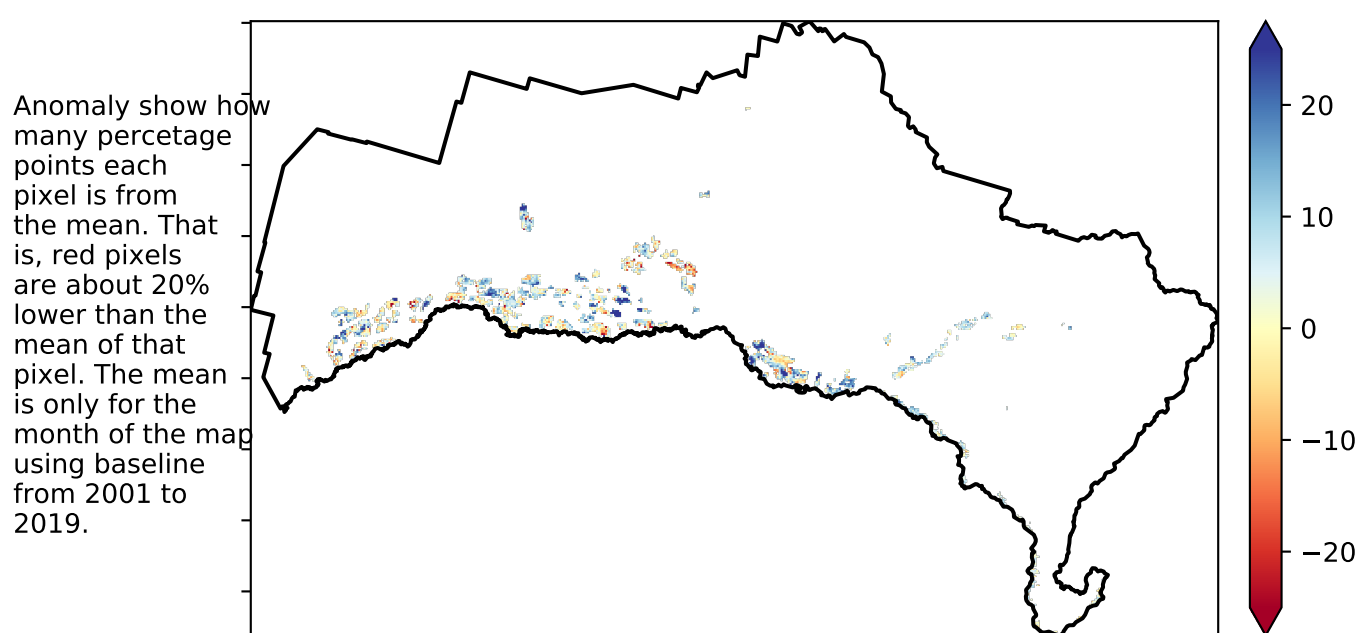 Anomaly show how
many percetage
points each
pixel is from
the mean. That
is, red pixels
are about 20%
lower than the
mean of that
pixel. The mean
is only for the
month of the map
using baseline
from 2001 to
2019.
20
10
0
−10
−20